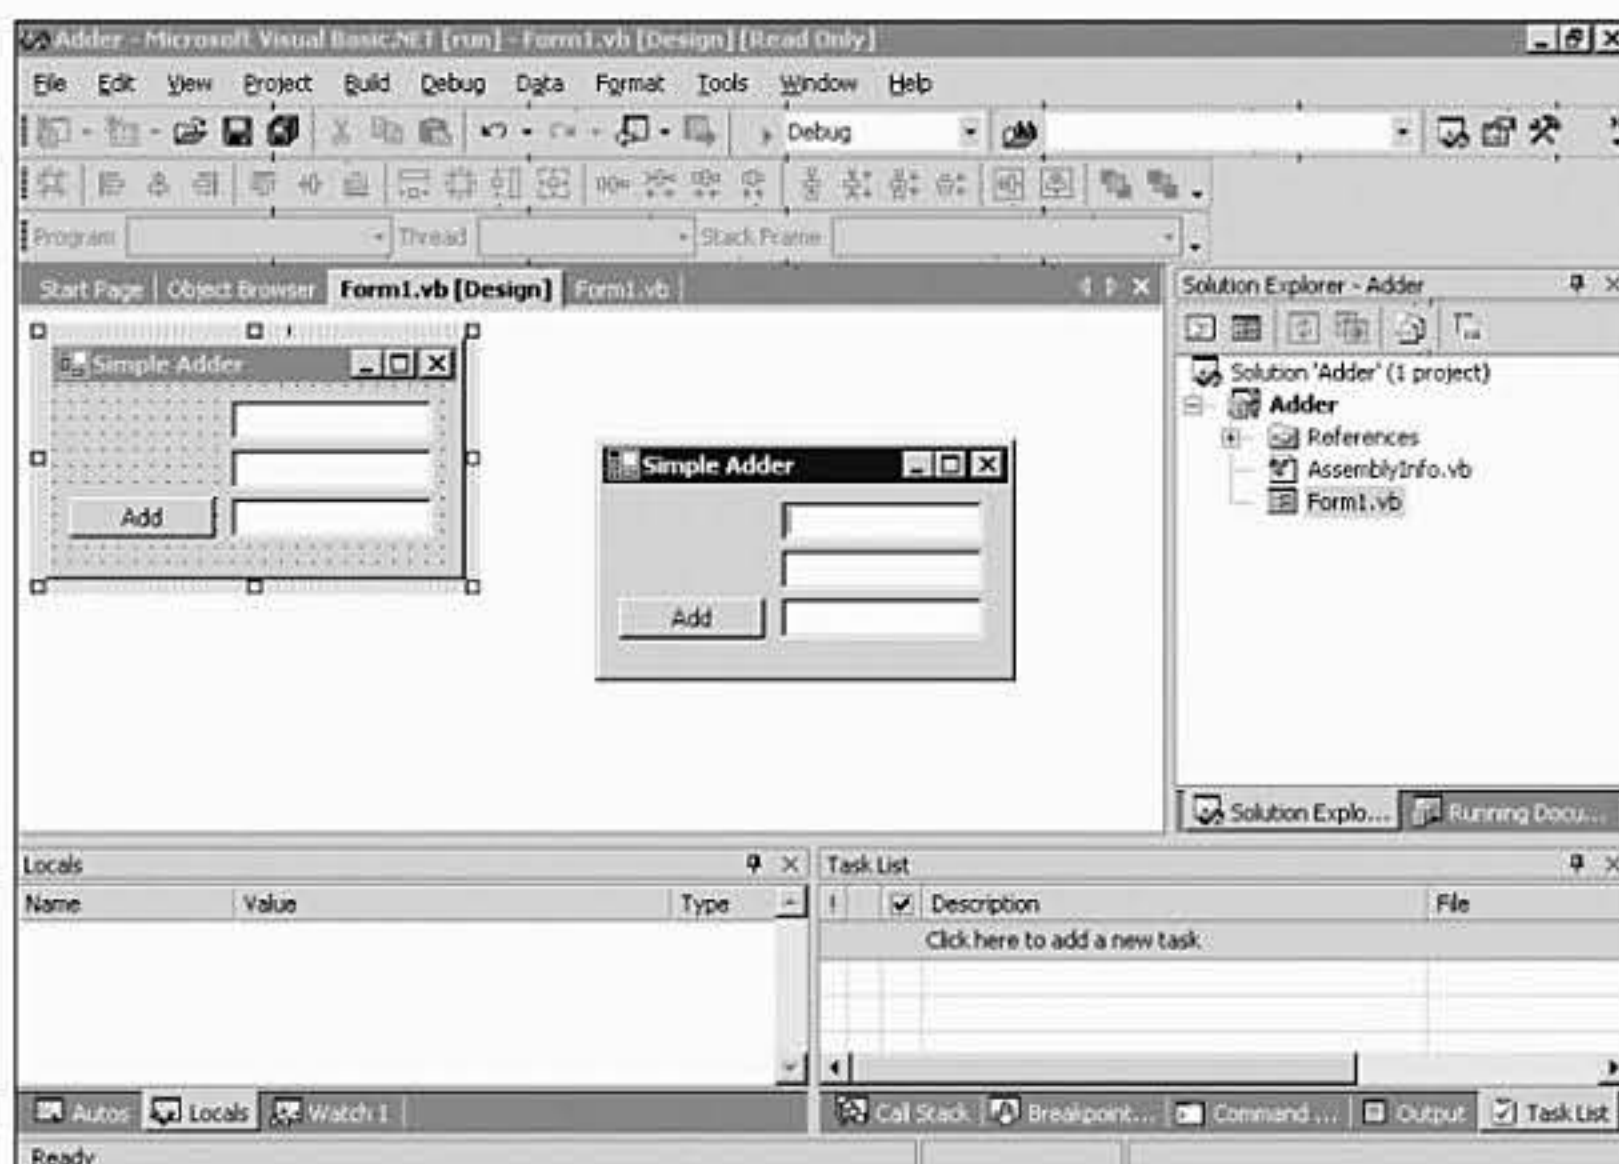 Adder - Microsoft Visual Basic.NET [run] - Form1.vb [Design] [Read Only]
File Edit View Project Build Debug Data Format Tools Window Help
Debug
Program Thread Stack Frame
Start Page Object Browser Form1.vb [Design] Form1.vb
Solution Explorer - Adder
Simple Adder
Add
Simple Adder
Add
Solution 'Adder' (1 project)
Adder
References
AssemblyInfo.vb
Form1.vb
Solution Explo... Running Docu...
Locals
Name Value Type
Task List
! Description File
Click here to add a new task
Autos Locals Watch 1
Call Stack Breakpoint... Command ... Output Task List
Ready